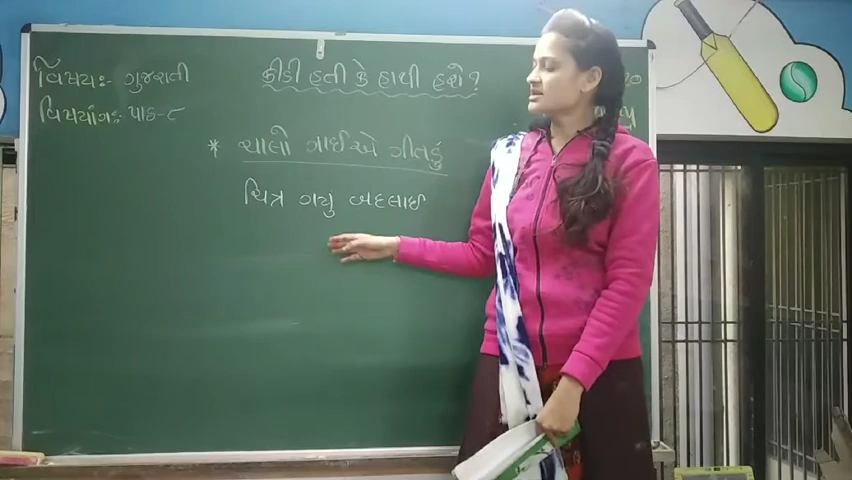 વિષય:- ગુજરાતી
કીડી હતી કે હાથી હશે ?
વિષયાંગ:- પાઠ-૮
* ચાલો ગાઈએ ગીતડું
ચિત્ર ગયું બદલાઈ